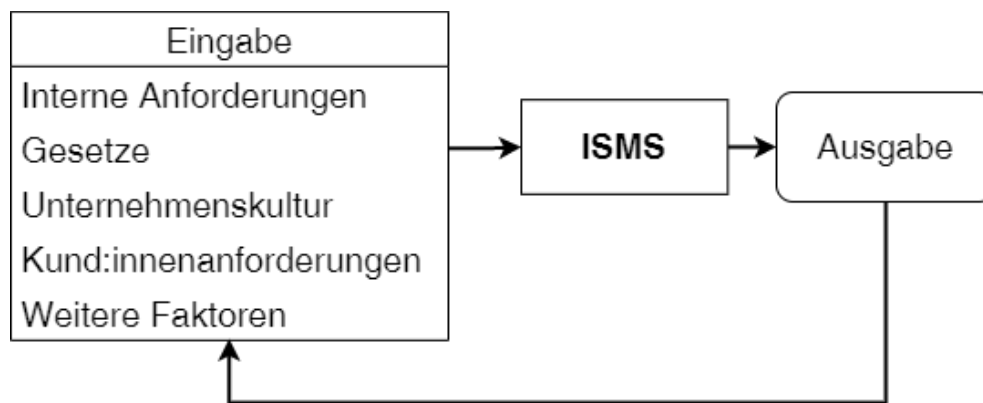 Eingabe
Interne Anforderungen
Gesetze
Unternehmenskultur
Kund:innenanforderungen
Weitere Faktoren
ISMS
Ausgabe